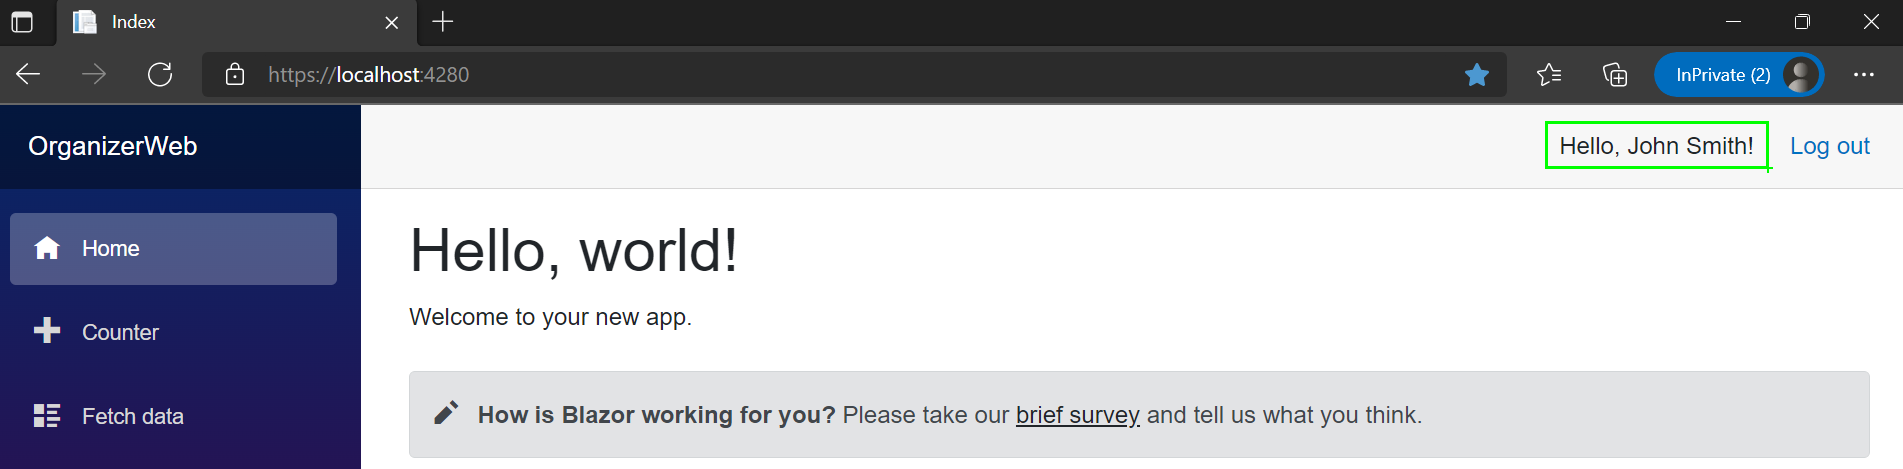 Index
https://localhost:4280
InPrivate (2)
OrganizerWeb
Hello, John Smith!
Log out
Home
Counter
Fetch data
Hello, world!
Welcome to your new app.
How is Blazor working for you? Please take our brief survey and tell us what you think.